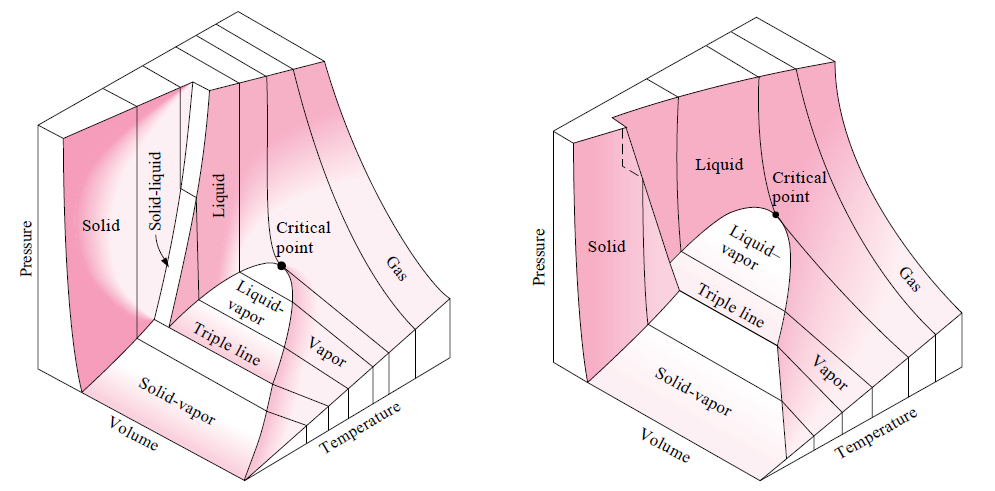 Pressure
Solid
Solid-liquid
Liquid
Critical
point
Gas
Liquid-
vapor
Triple line
Vapor
Solid-vapor
Volume
Temperature
Pressure
Solid
Liquid
Critical
point
Liquid–
vapor
Gas
Triple line
Vapor
Solid-vapor
Volume
Temperature